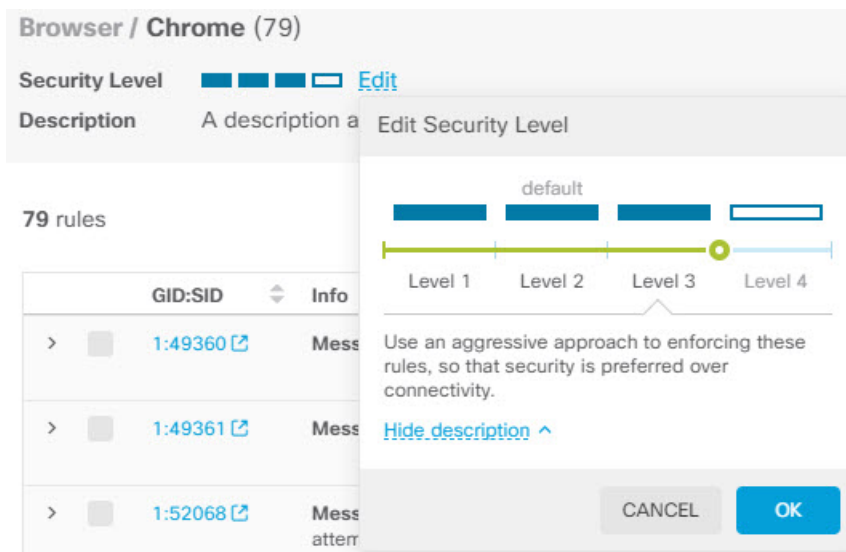 Browser / Chrome (79)
Security Level Edit
Description A description a
Edit Security Level
default
Level 1 Level 2 Level 3 Level 4
Use an aggressive approach to enforcing these
rules, so that security is preferred over
connectivity.
Hide description
CANCEL OK
79 rules
GID:SID Info
1:49360 Mess
1:49361 Mess
1:52068 Mess
atten